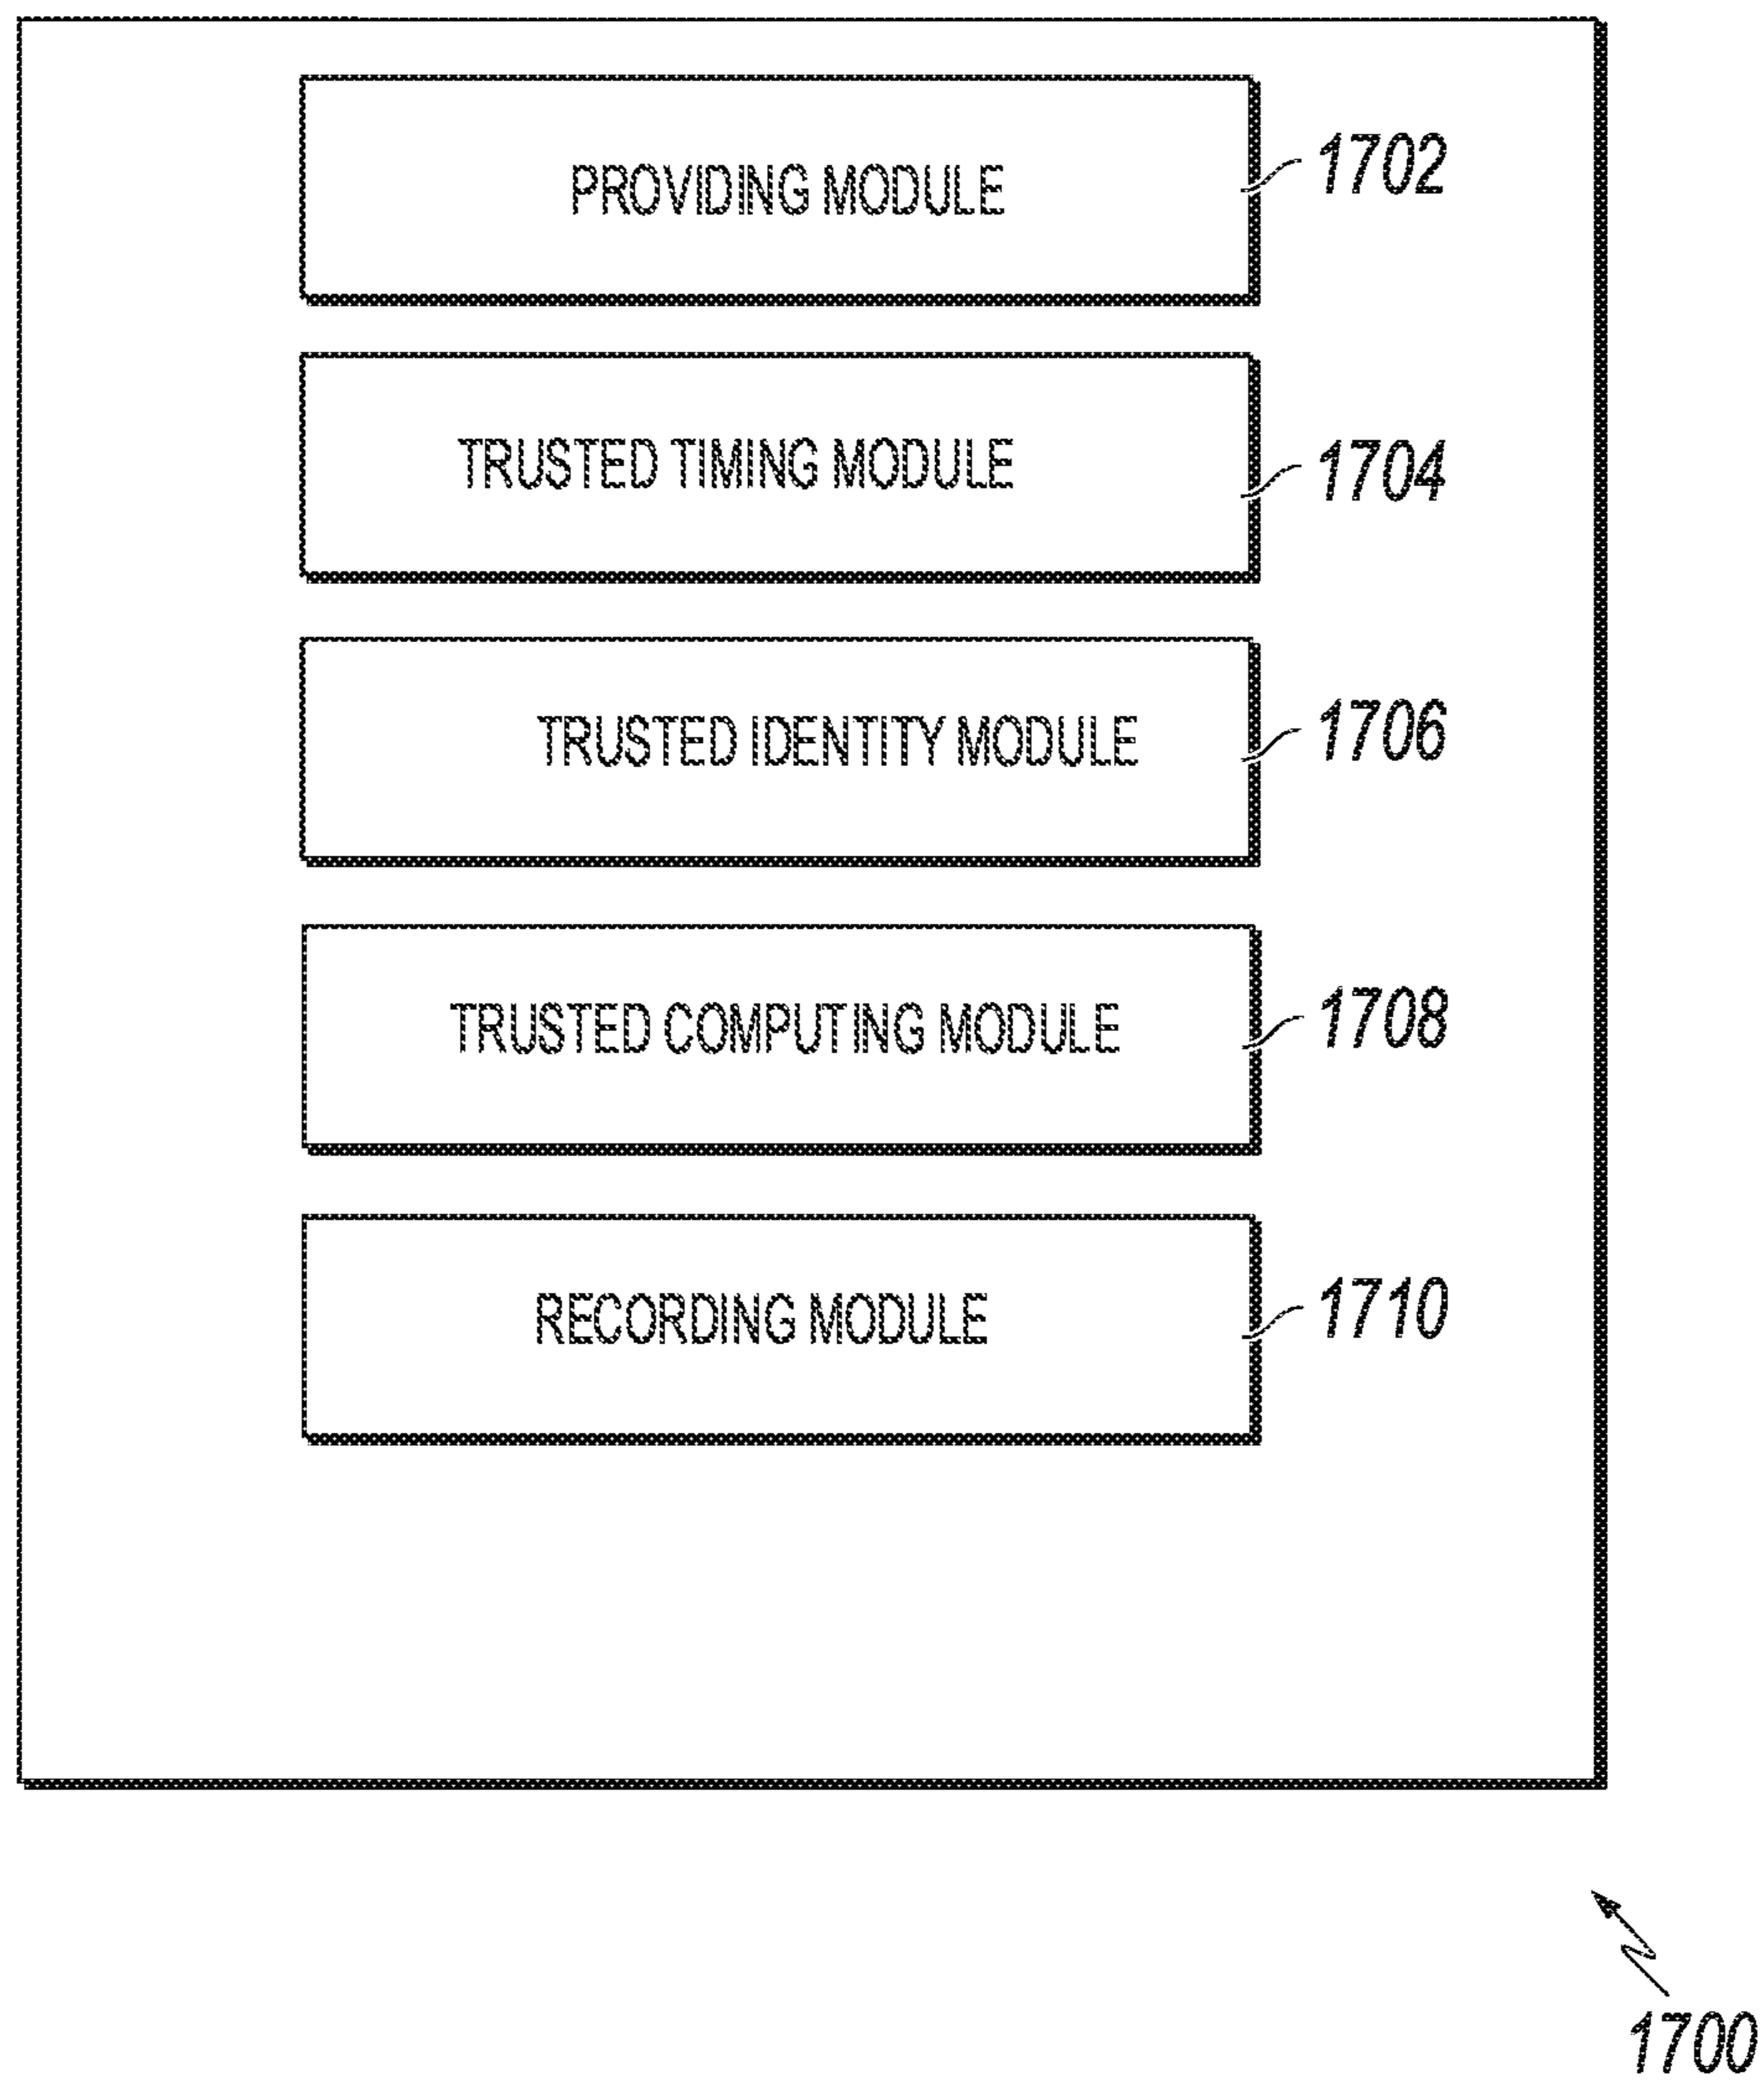 PROVIDING MODULE
1702
TRUSTED TIMING MODULE
1704
TRUSTED IDENTITY MODULE
1706
TRUSTED COMPUTING MODULE
1708
RECORDING MODULE
1710
1700